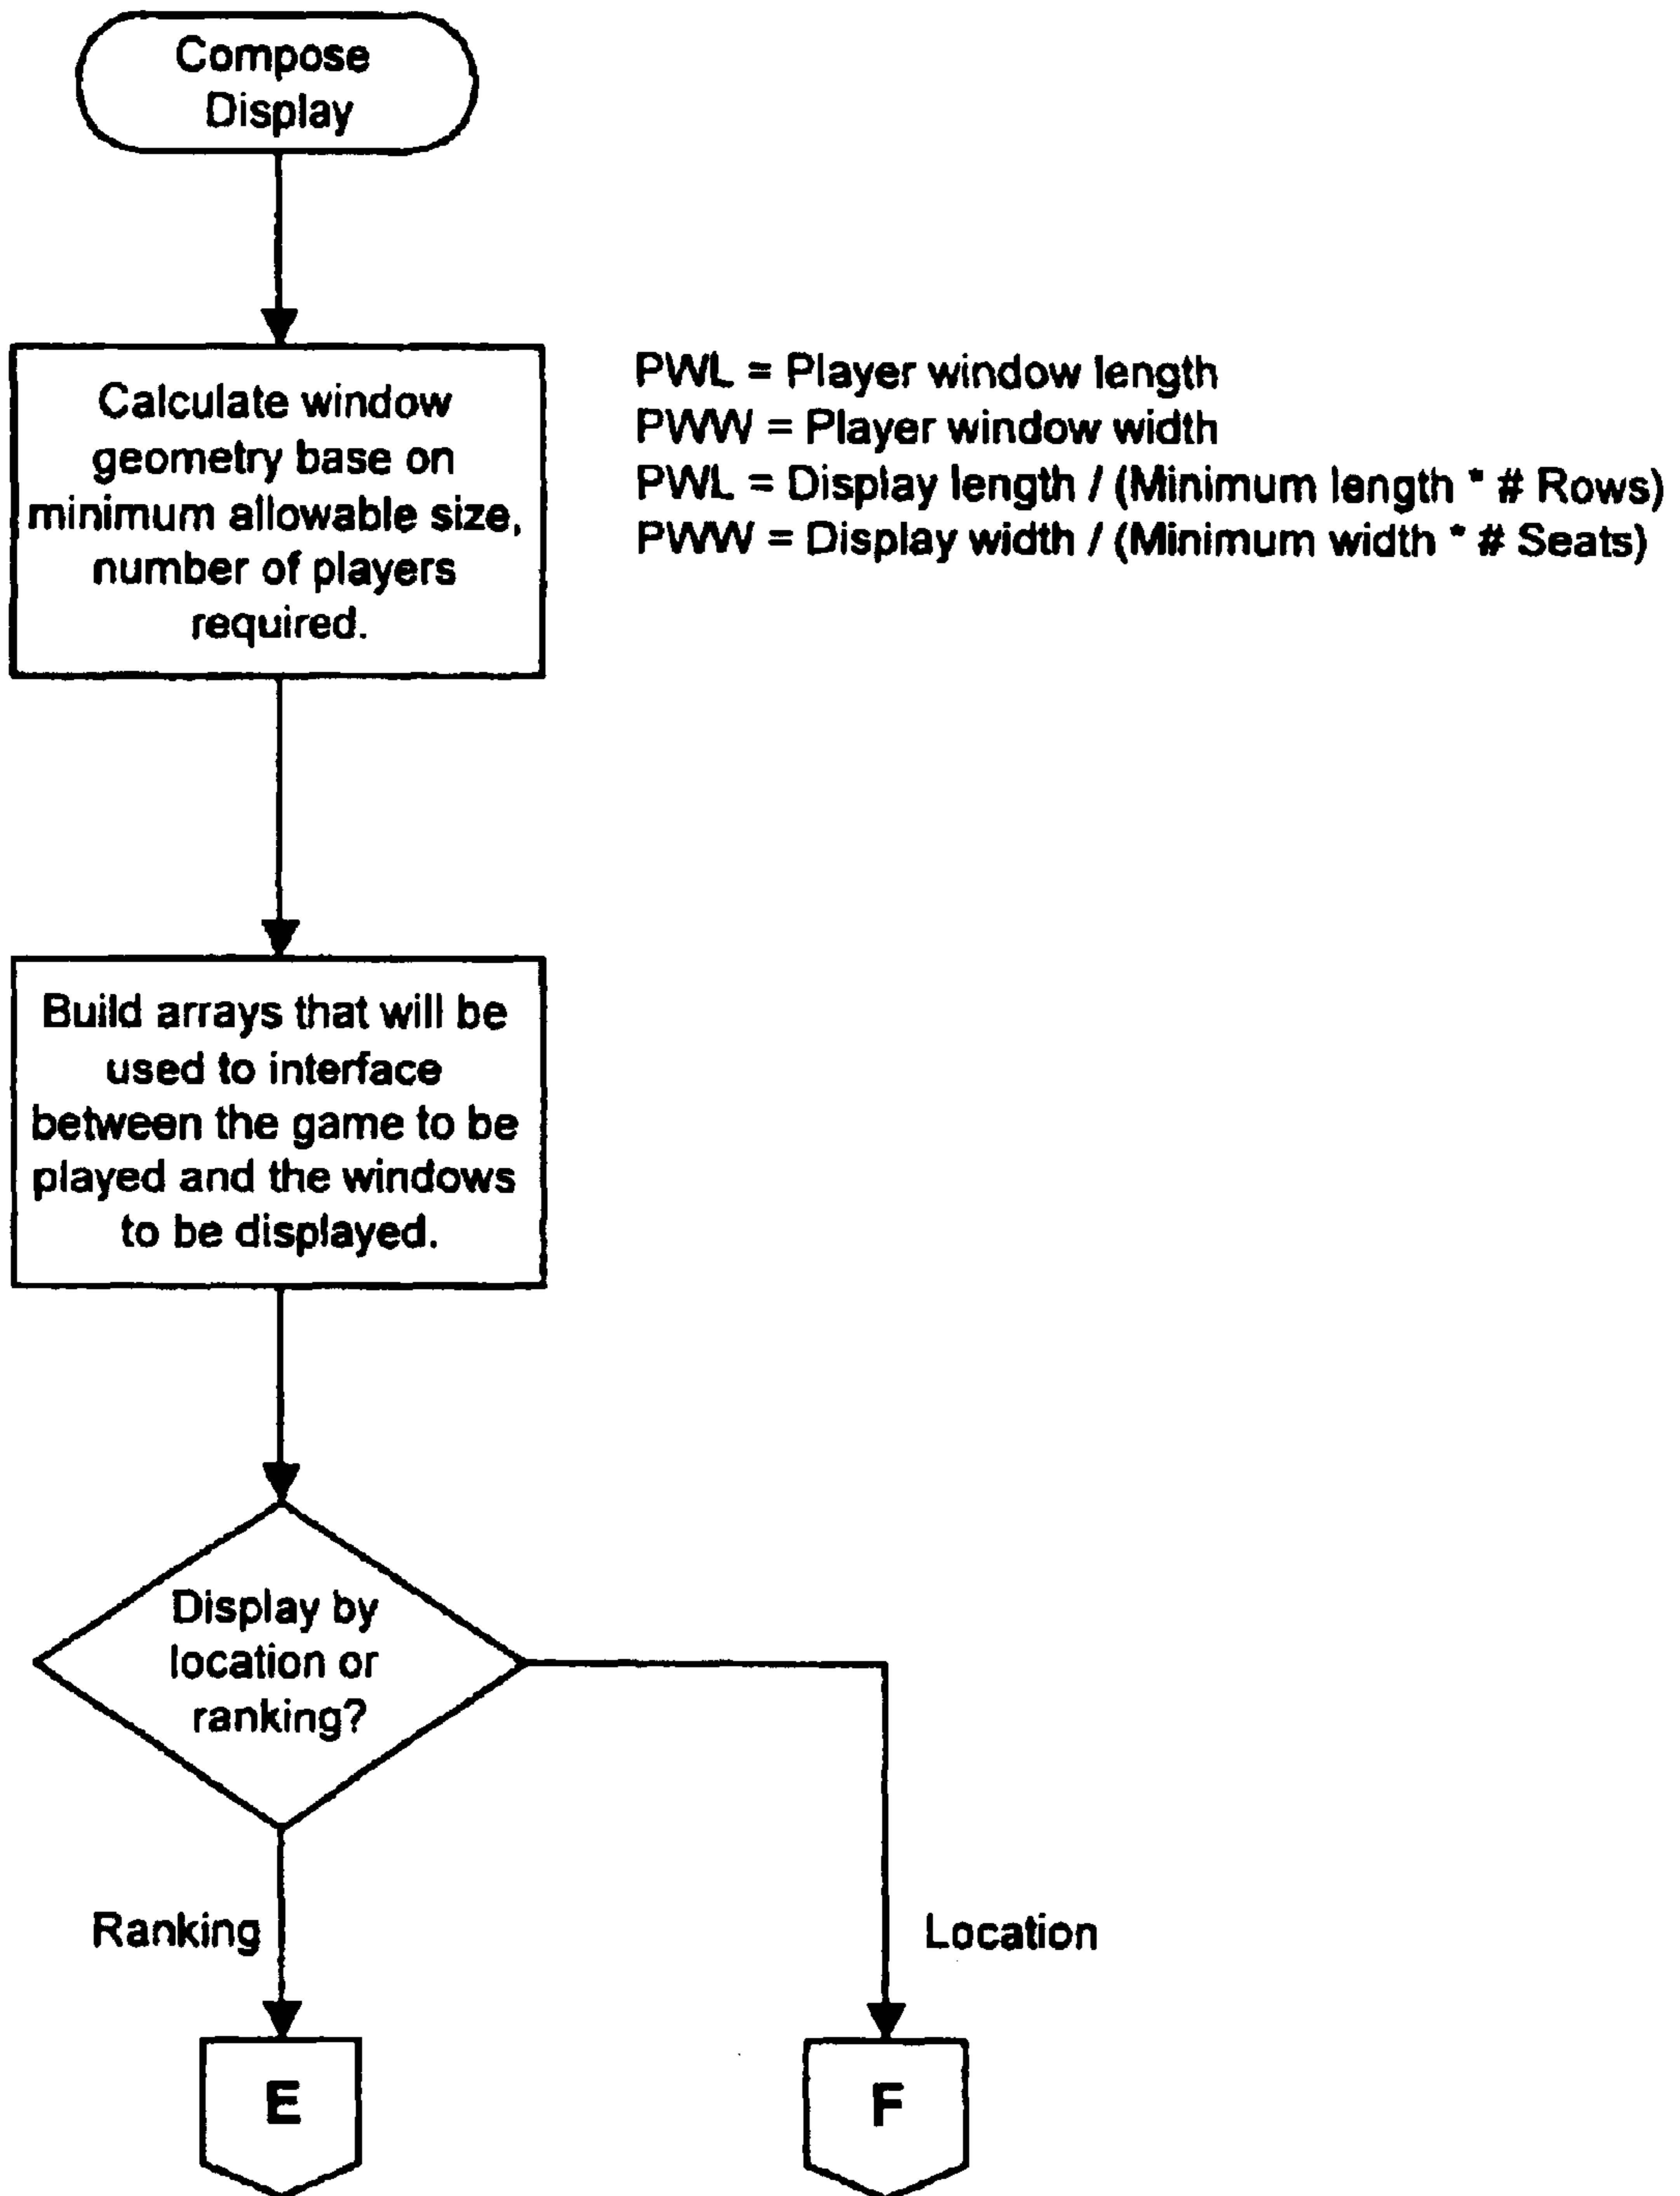 Compose
Display
Calculate window
geometry base on
minimum allowable size,
number of players
required.
PWL = Player window length
PWW = Player window width
PWL = Display length / (Minimum length * # Rows)
PWW = Display width / (Minimum width * # Seats)
Build arrays that will be
used to interface
between the game to be
played and the windows
to be displayed.
Display by
location or
ranking?
Ranking
Location
E
F